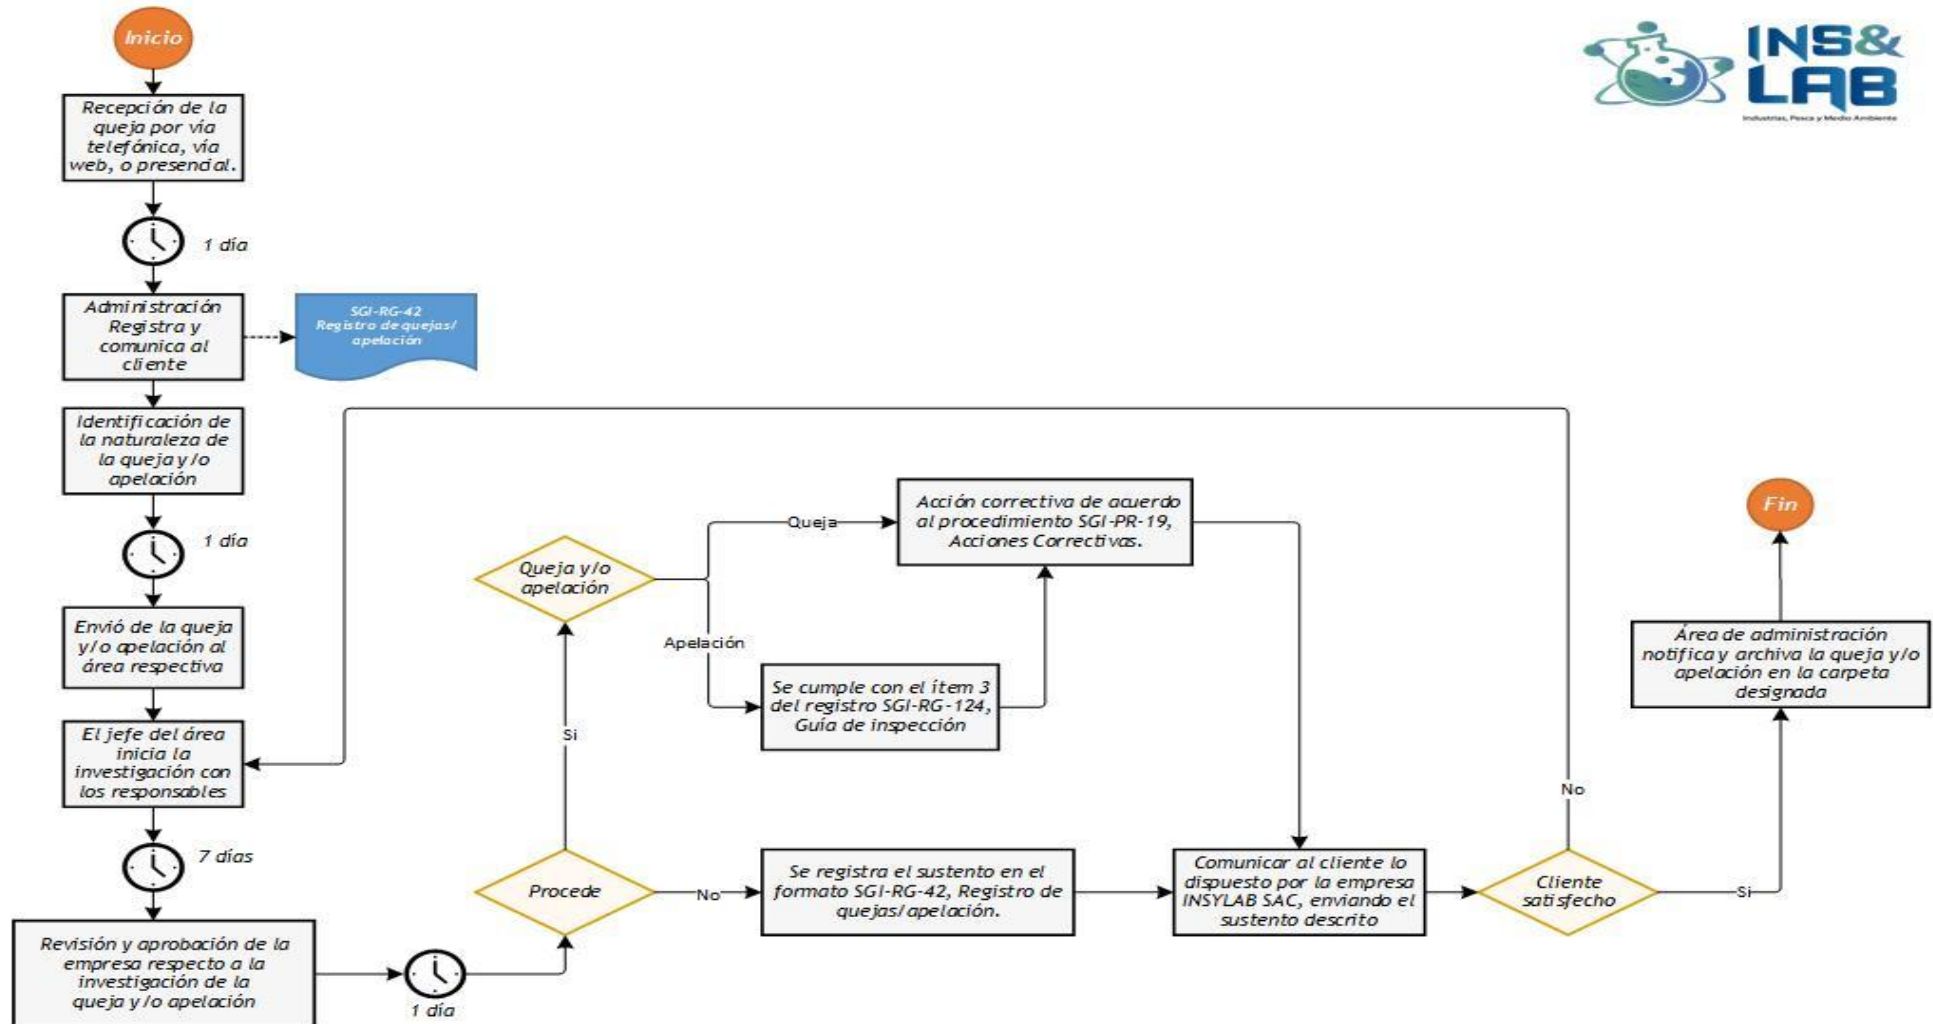 Inicio
INS&
LAB
Industrias, Pesca y Medio Ambiente
Recepción de la
queja por vía
telefónica, vía
web, o presencial.
1 día
Administración
Registra y
comunica al
cliente
SGI-RG-42
Registro de quejas/
apelación
Identificación de
la naturaleza de
la queja y/o
apelación
1 día
Envió de la queja
y/o apelación al
área respectiva
El jefe del área
inicia la
investigación con
los responsables
7 días
Revisión y aprobación de la
empresa respecto a la
investigación de la
queja y/o apelación
1 día
Procede
Si
No
Queja y/o
apelación
Queja
Apelación
Acción correctiva de acuerdo
al procedimiento SGI-PR-19,
Acciones Correctivas.
Se cumple con el ítem 3
del registro SGI-RG-124,
Guía de inspección
Se registra el sustento en el
formato SGI-RG-42, Registro de
quejas/apelación.
Comunicar al cliente lo
dispuesto por la empresa
INSYLAB SAC, enviando el
sustento descrito
Cliente
satisfecho
No
Si
Área de administración
notifica y archiva la queja y/o
apelación en la carpeta
designada
Fin